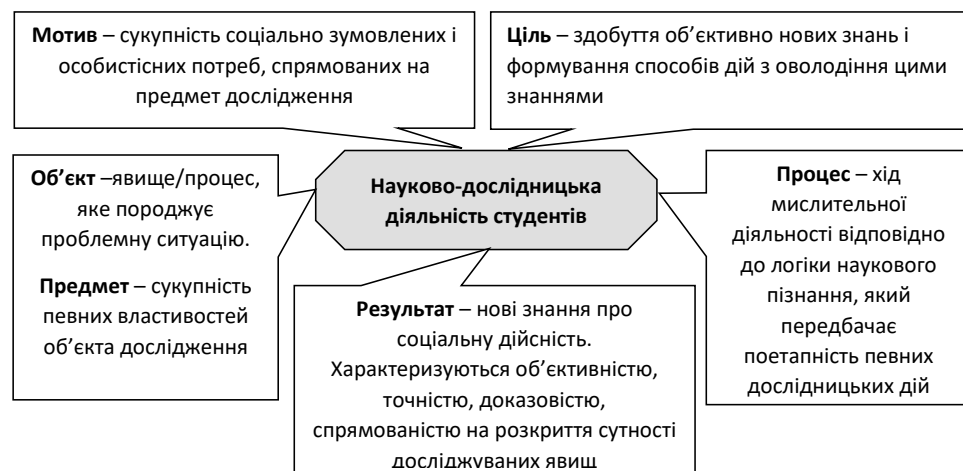 Мотив – сукупність соціально зумовлених і
особистісних потреб, спрямованих на
предмет дослідження
Ціль – здобуття об’єктивно нових знань і
формування способів дій з оволодіння цими
знаннями
Об’єкт –явище/процес,
яке породжує
проблемну ситуацію.
Предмет – сукупність
певних властивостей
об’єкта дослідження
Науково-дослідницька
діяльність студентів
Процес – хід
мислительної
діяльності відповідно
до логіки наукового
пізнання, який
передбачає
поетапність певних
дослідницьких дій
Результат – нові знання про
соціальну дійсність.
Характеризуються об’єктивністю,
точністю, доказовістю,
спрямованістю на розкриття сутності
досліджуваних явищ